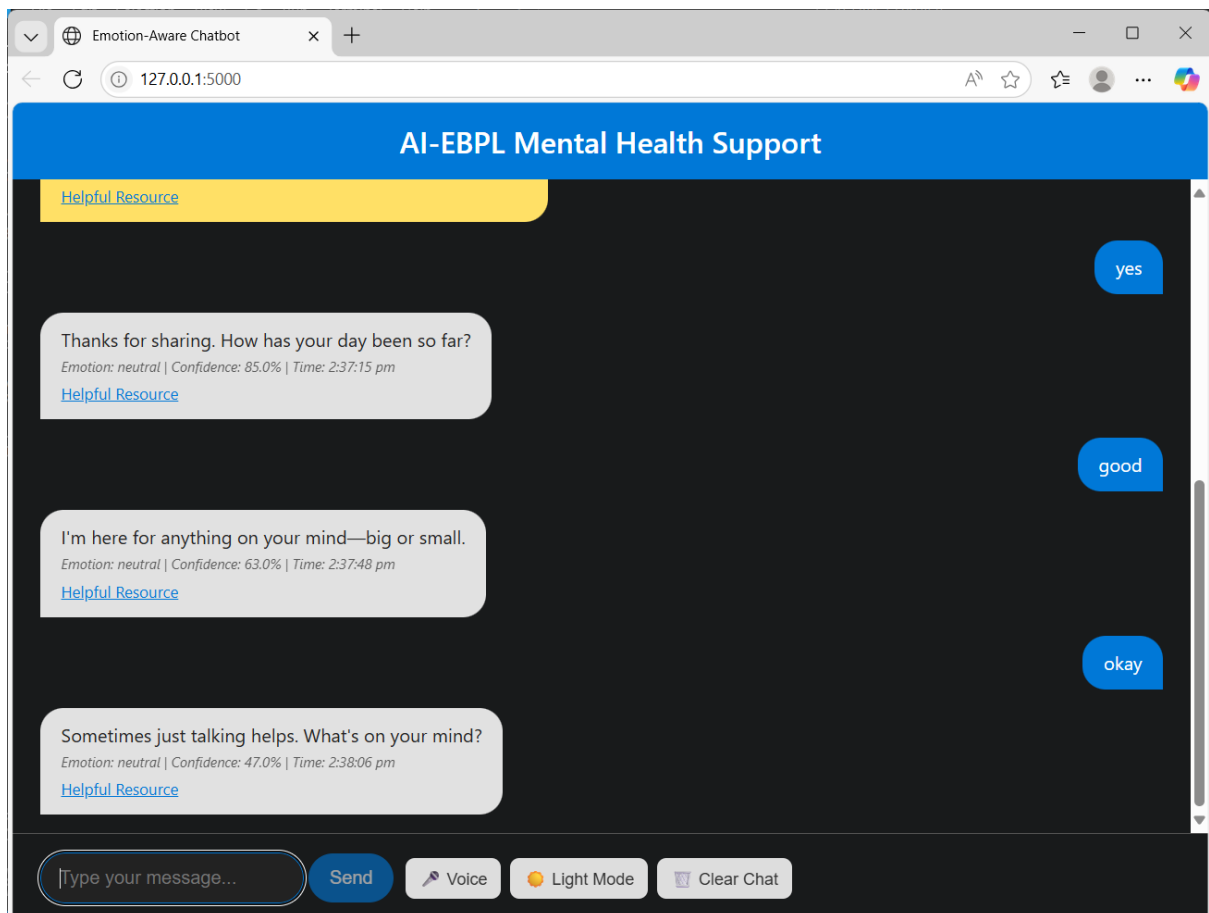 Emotion-Aware Chatbot
127.0.0.1:5000
AI-EBPL Mental Health Support
Helpful Resource
yes
Thanks for sharing. How has your day been so far?
Emotion: neutral | Confidence: 85.0% | Time: 2:37:15 pm
Helpful Resource
good
I'm here for anything on your mind—big or small.
Emotion: neutral | Confidence: 63.0% | Time: 2:37:48 pm
Helpful Resource
okay
Sometimes just talking helps. What's on your mind?
Emotion: neutral | Confidence: 47.0% | Time: 2:38:06 pm
Helpful Resource
Type your message... Send Voice Light Mode Clear Chat